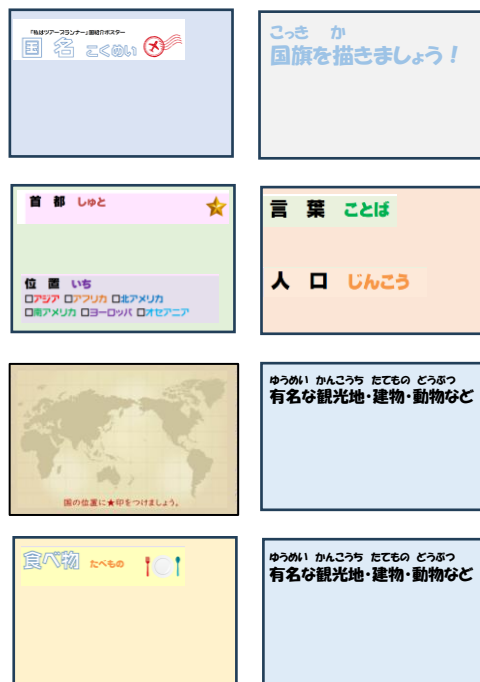 「私はツアープランナー」国紹介ポスター
国 名 こくめい
こっき か
国旗を描きましょう！
首 都 しゅと
位 置 いち
□アジア □アフリカ □北アメリカ
□南アメリカ □ヨーロッパ □オセアニア
言 葉 ことば
人 口 じんこう
国の位置に★印をつけましょう。
ゆうめい かんこうち たてもの どうぶつ
有名な観光地・建物・動物など
食べ物 たべもの
ゆうめい かんこうち たてもの どうぶつ
有名な観光地・建物・動物など